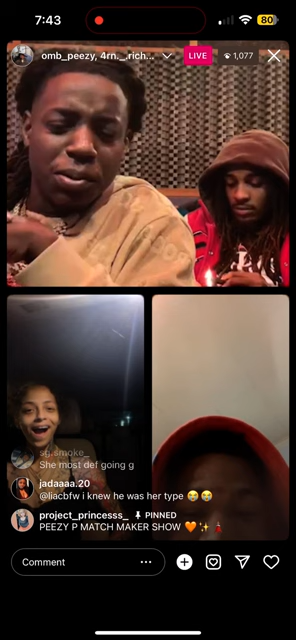 7:43
80
omb_peezy, 4rn._.rich...
LIVE
1,077
sg.smoke_
She most def going g
jadaaaa.20
@liacbfw i knew he was her type 😭😭
project_princesss_ PINNED
PEEZY P MATCH MAKER SHOW 🧡✨💃🏾
Comment